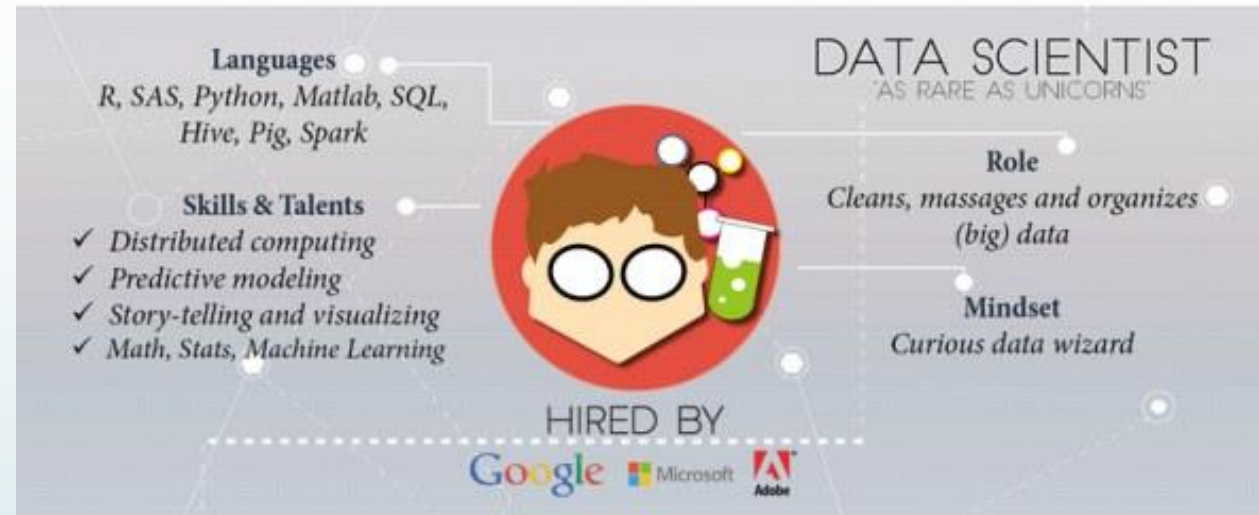 Languages
R, SAS, Python, Matlab, SQL,
Hive, Pig, Spark
Skills & Talents
✓ Distributed computing
✓ Predictive modeling
✓ Story-telling and visualizing
✓ Math, Stats, Machine Learning
DATA SCIENTIST
"AS RARE AS UNICORNS"
Role
Cleans, massages and organizes
(big) data
Mindset
Curious data wizard
HIRED BY
Google Microsoft Adobe